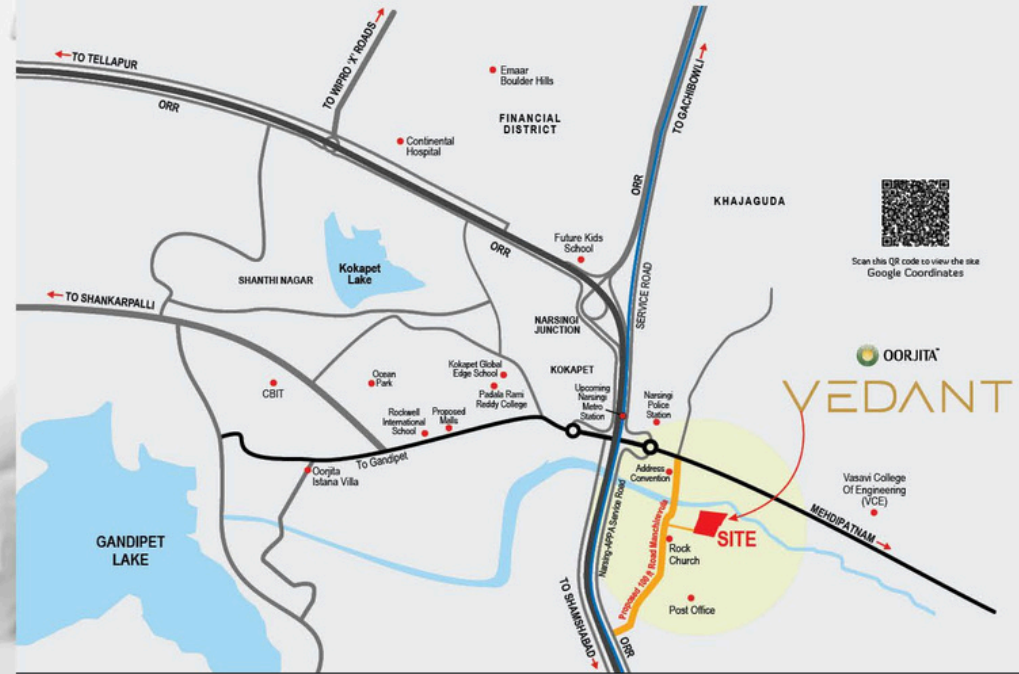 TO TELLAPUR
ORR
TO WIPRO 'X' ROADS
Emaar
Boulder Hills
FINANCIAL
DISTRICT
Continental
Hospital
TO GACHIBOWLI
ORR
KHAJAGUDA
Scan this QR code to view the site
Google Coordinates
ORR
Future Kids
School
SERVICE ROAD
SHANTHI NAGAR
Kokapet
Lake
TO SHANKARPALLI
NARSINGI
JUNCTION
KOKAPET
OORJITA
VEDANT
CBIT
Ocean
Park
Kokapet Global
Edge School
Padala Rami
Reddy College
Rockwell
International
School
Proposed
Malls
Upcoming
Narsingi
Metro
Station
Narsingi
Police
Station
To Gandipet
Oorjita
Istana Villa
Address
Convention
Vasavi College
Of Engineering
(VCE)
MEHDIPATNAM
Narsing-APPA Service Road
Proposed 100 ft Road Manchirevula
SITE
Rock
Church
Post Office
GANDIPET
LAKE
TO SHAMSHABAD
ORR